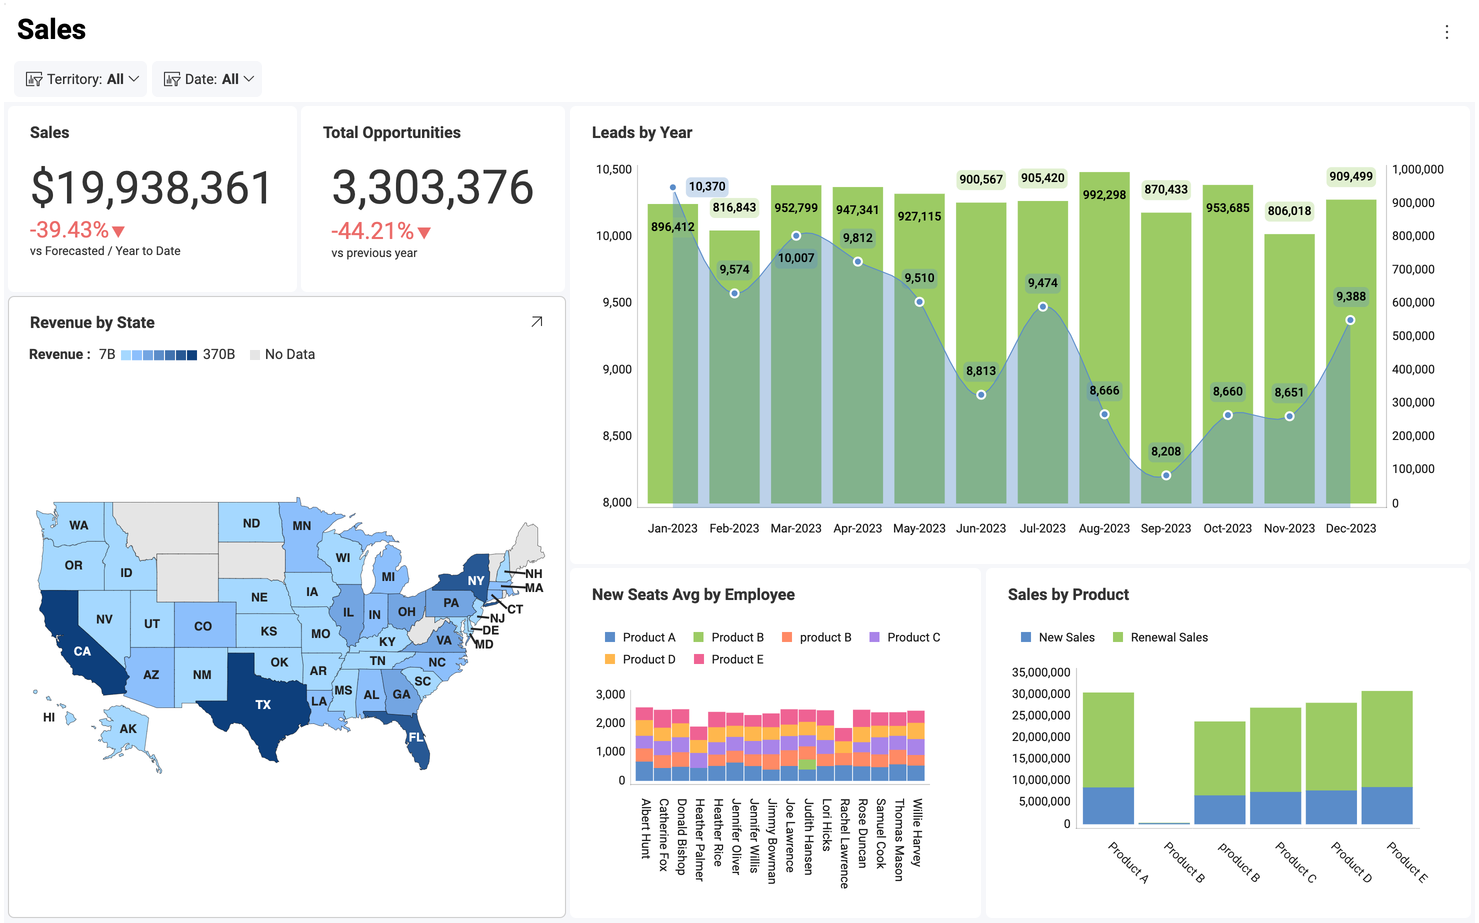 Sales
Territory: All
Date: All
Sales
$19,938,361
-39.43%▼
vs Forecasted / Year to Date
Total Opportunities
3,303,376
-44.21%▼
vs previous year
Revenue by State
Revenue : 7B 370B No Data
WA
ND
MN
OR
ID
WI
MI
NY
NH
MA
CT
NJ
DE
MD
NE
IA
IL
IN
OH
PA
NV
UT
CO
KS
MO
KY
VA
CA
AZ
NM
OK
AR
TN
NC
SC
MS
AL
GA
LA
TX
FL
HI
AK
Leads by Year
10,500
10,000
9,500
9,000
8,500
8,000
1,000,000
900,000
800,000
700,000
600,000
500,000
400,000
300,000
200,000
100,000
0
896,412
816,843
952,799
947,341
927,115
900,567
905,420
992,298
870,433
953,685
806,018
909,499
10,370
9,574
10,007
9,812
9,510
8,813
9,474
8,666
8,208
8,660
8,651
9,388
Jan-2023 Feb-2023 Mar-2023 Apr-2023 May-2023 Jun-2023 Jul-2023 Aug-2023 Sep-2023 Oct-2023 Nov-2023 Dec-2023
New Seats Avg by Employee
Product A Product B product B Product C
Product D Product E
3,000
2,000
1,000
0
Albert Hunt
Catherine Fox
Donald Bishop
Heather Palmer
Heather Rice
Jennifer Oliver
Jennifer Willis
Jimmy Bowman
Joe Lawrence
Judith Hansen
Lori Hicks
Rachel Lawrence
Rose Duncan
Samuel Cook
Thomas Mason
Willie Harvey
Sales by Product
New Sales Renewal Sales
35,000,000
30,000,000
25,000,000
20,000,000
15,000,000
10,000,000
5,000,000
0
Product A
Product B
product B
Product C
Product D
Product E